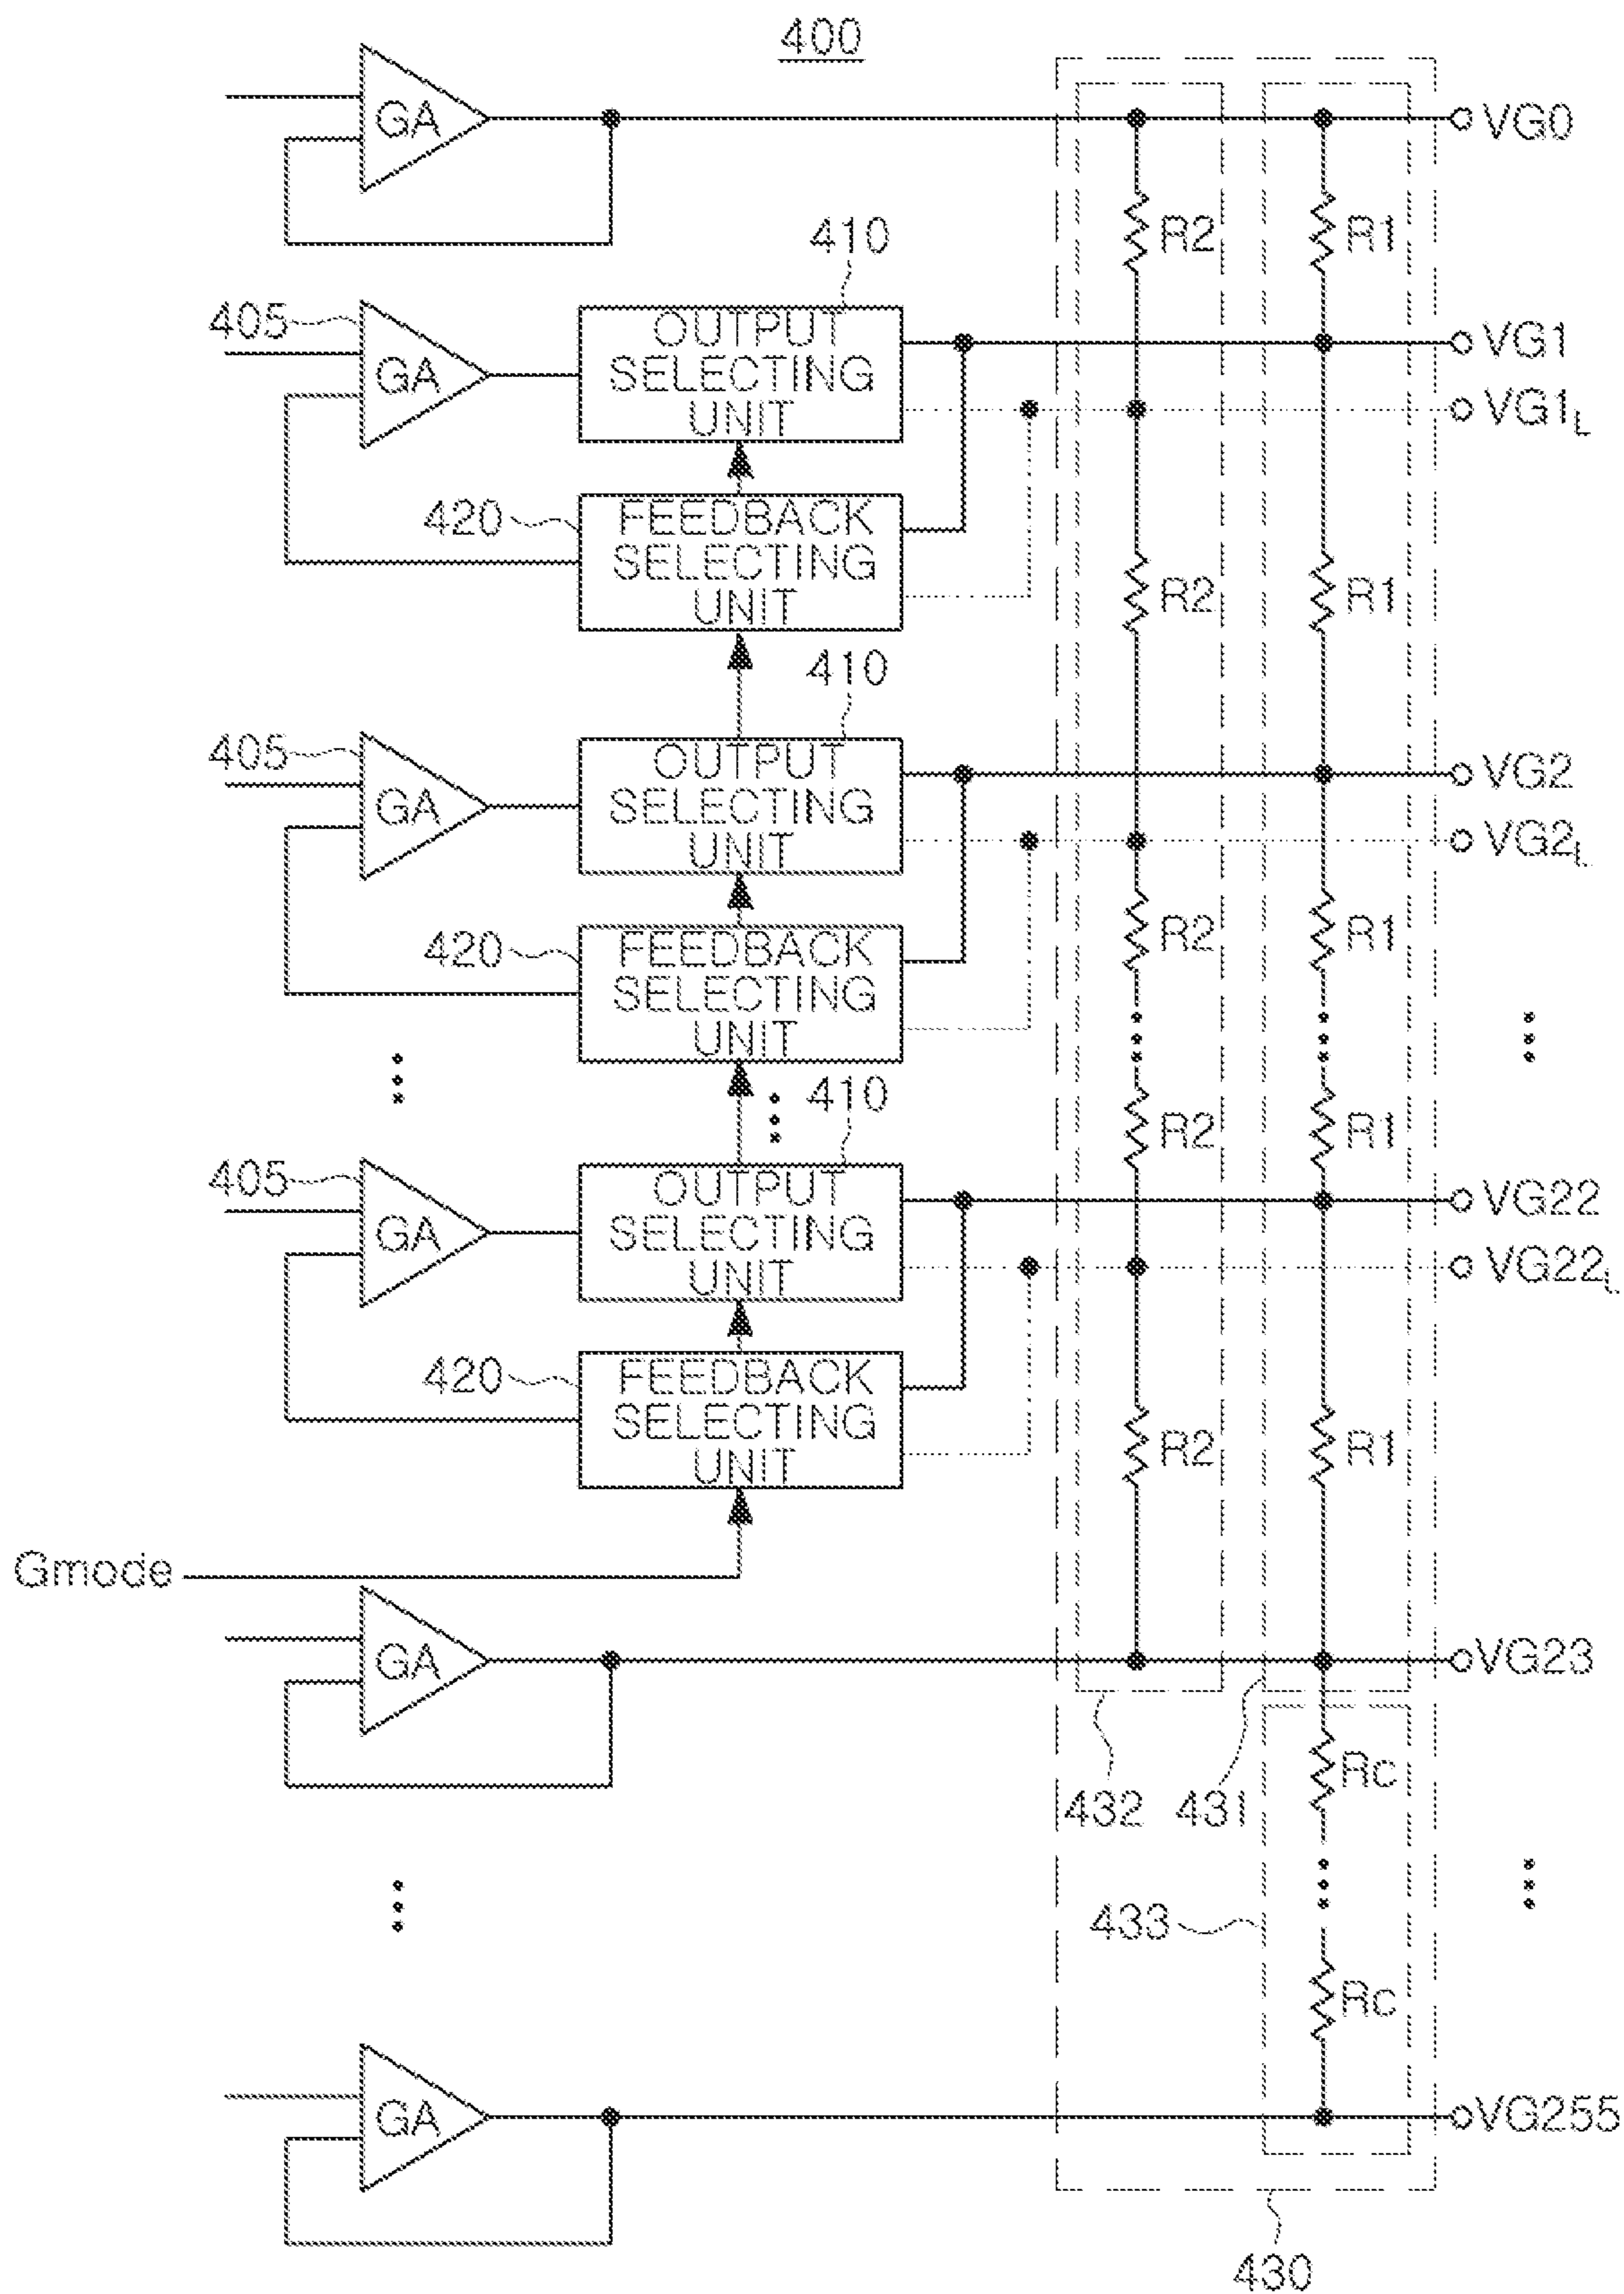 400
GA
VG0
R2
R1
410
405
GA
OUTPUT
SELECTING
UNIT
VG1
VG1L
420
FEEDBACK
SELECTING
UNIT
R2
R1
410
405
GA
OUTPUT
SELECTING
UNIT
VG2
VG2L
420
FEEDBACK
SELECTING
UNIT
R2
R1
410
R2
R1
405
GA
OUTPUT
SELECTING
UNIT
VG22
VG22L
420
FEEDBACK
SELECTING
UNIT
R2
R1
Gmode
GA
VG23
Rc
432
431
433
Rc
GA
VG255
430